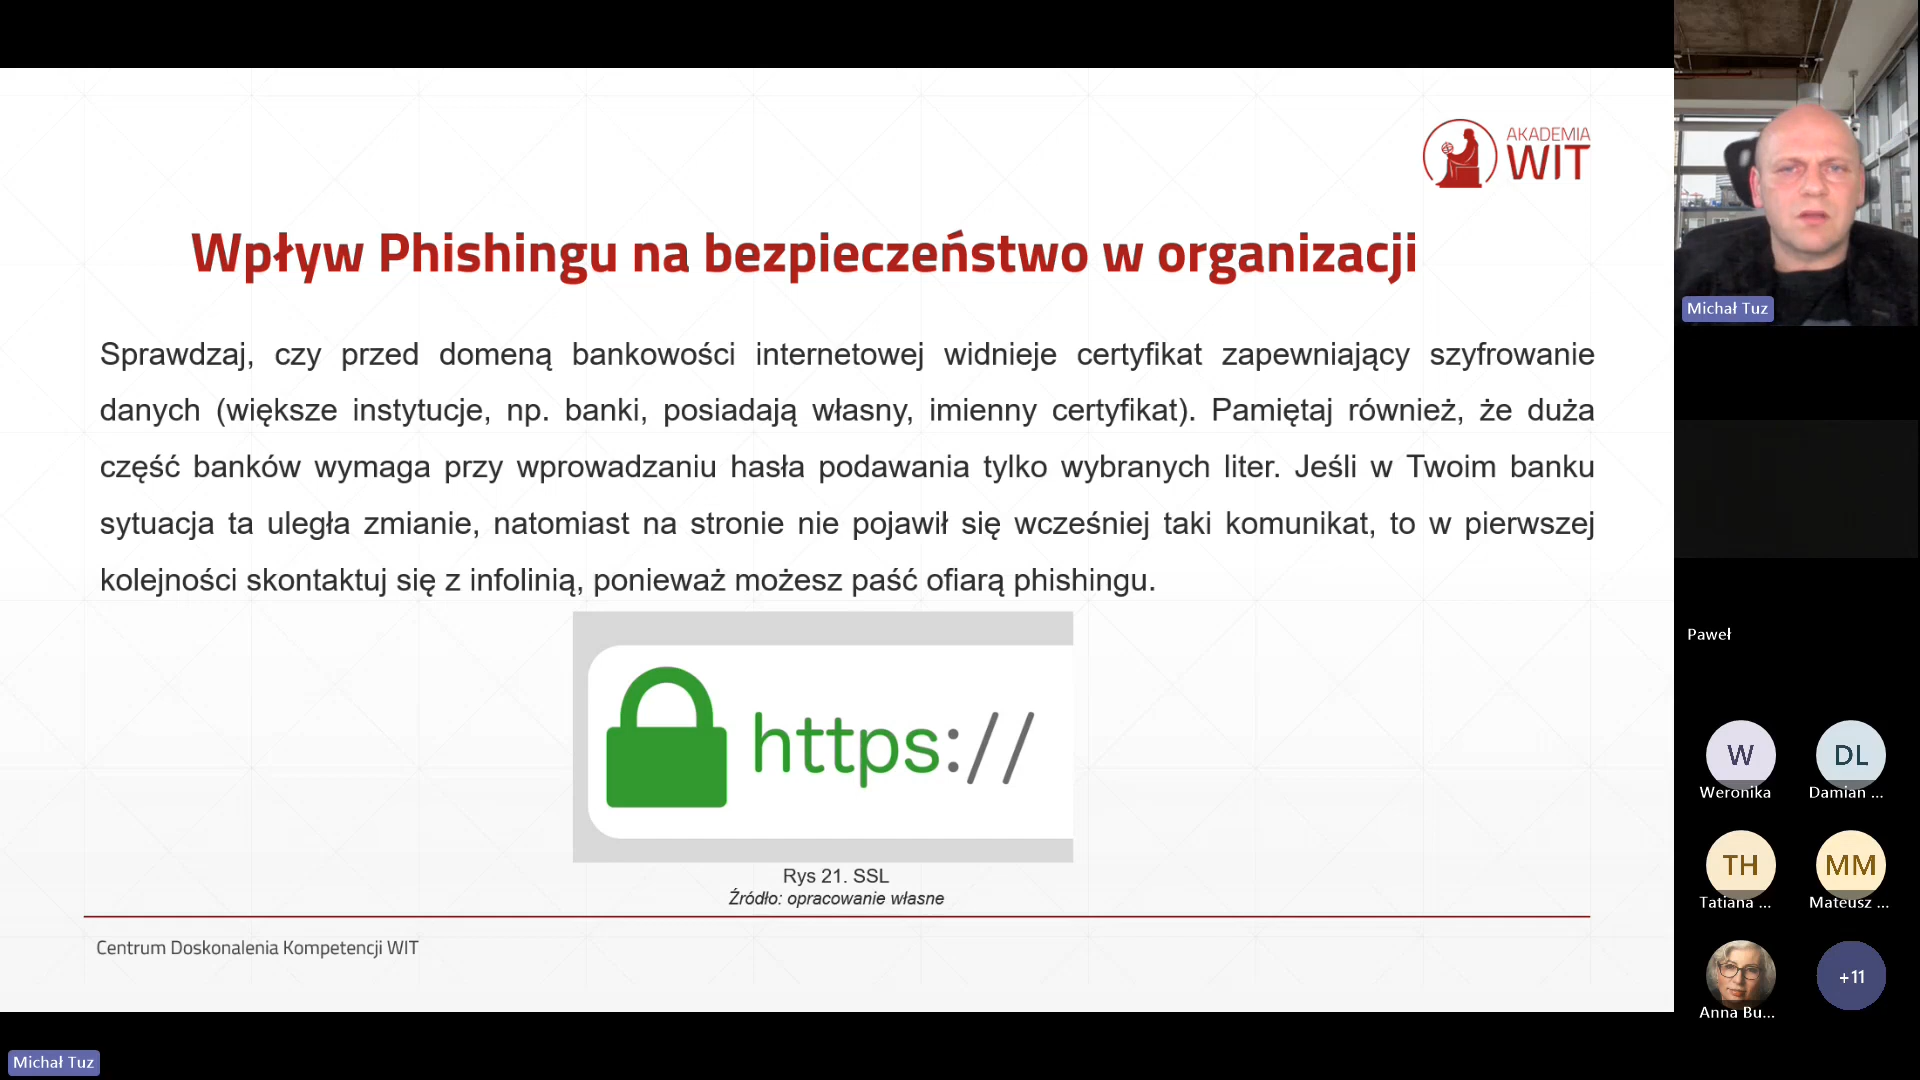 AKADEMIA
WIT
Wpływ Phishingu na bezpieczeństwo w organizacji
Sprawdzaj, czy przed domeną bankowości internetowej widnieje certyfikat zapewniający szyfrowanie
danych (większe instytucje, np. banki, posiadają własny, imienny certyfikat). Pamiętaj również, że duża
część banków wymaga przy wprowadzaniu hasła podawania tylko wybranych liter. Jeśli w Twoim banku
sytuacja ta uległa zmianie, natomiast na stronie nie pojawił się wcześniej taki komunikat, to w pierwszej
kolejności skontaktuj się z infolinią, ponieważ możesz paść ofiarą phishingu.
https://
Rys 21. SSL
Źródło: opracowanie własne
Centrum Doskonalenia Kompetencji WIT
Michał Tuz
Michał Tuz
Paweł
W
DL
Weronika
Damian ...
TH
MM
Tatiana ...
Mateusz ...
+11
Anna Bu...